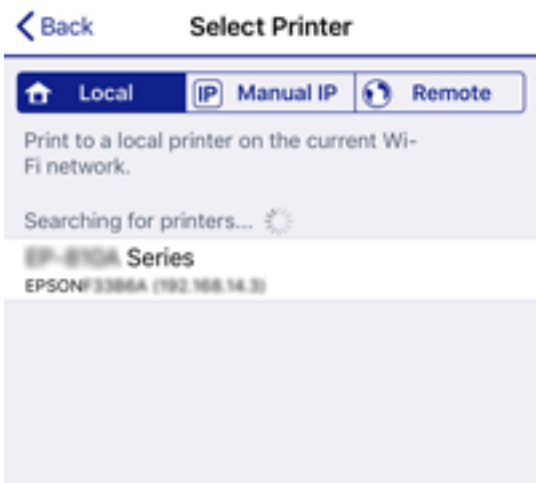 Back Select Printer
Local IP Manual IP Remote
Print to a local printer on the current Wi-
Fi network.
Searching for printers...
Series
EPSON